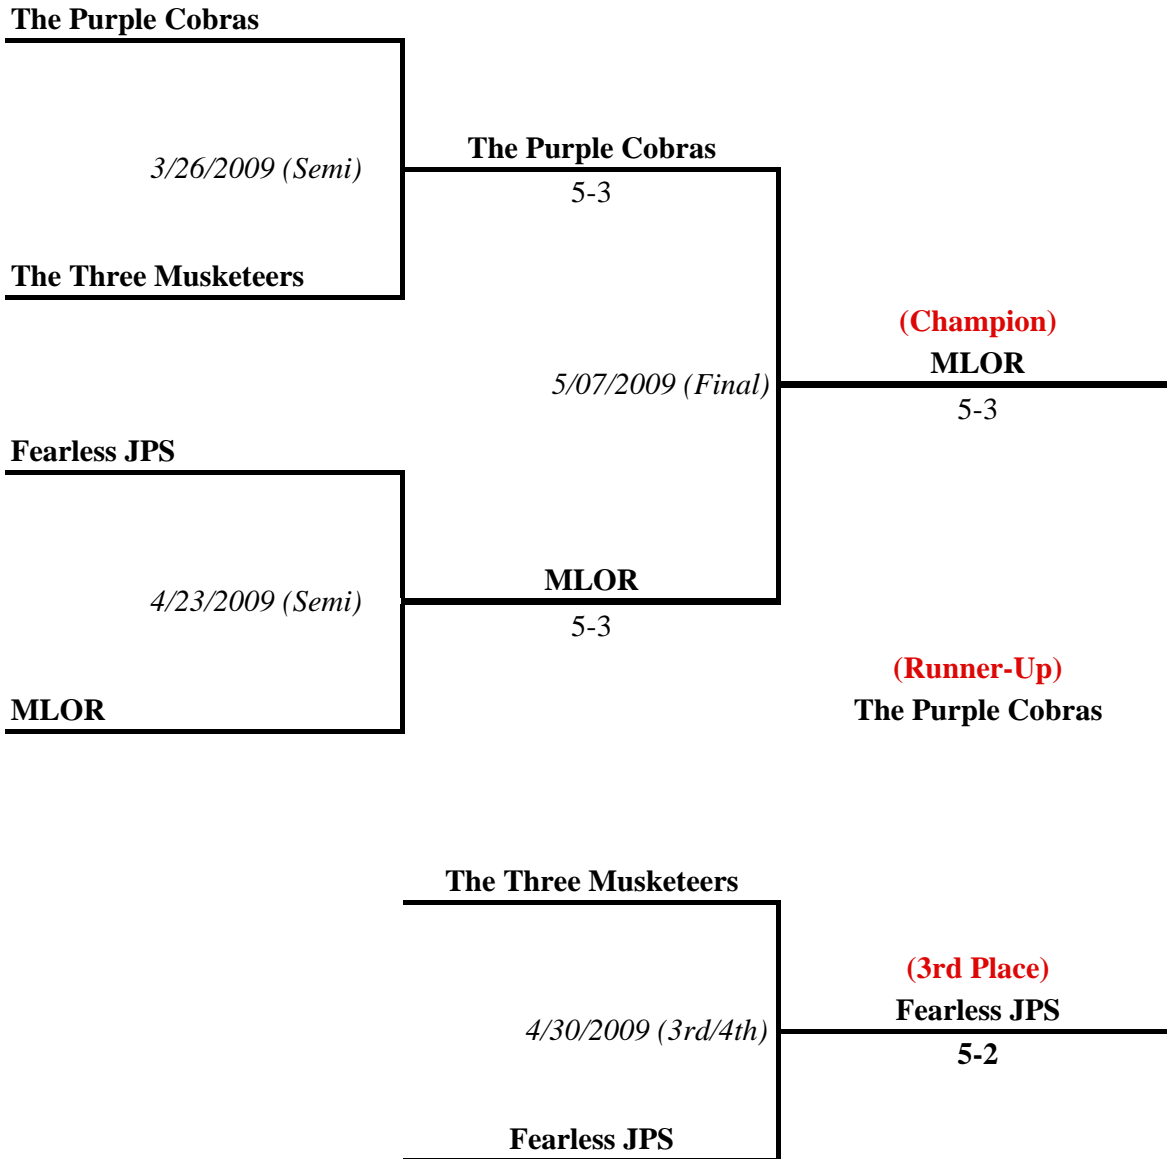 The Purple Cobras
3/26/2009 (Semi)
The Purple Cobras
5-3
The Three Musketeers
(Champion)
MLOR
5-3
5/07/2009 (Final)
Fearless JPS
4/23/2009 (Semi)
MLOR
5-3
MLOR
(Runner-Up)
The Purple Cobras
The Three Musketeers
4/30/2009 (3rd/4th)
(3rd Place)
Fearless JPS
5-2
Fearless JPS